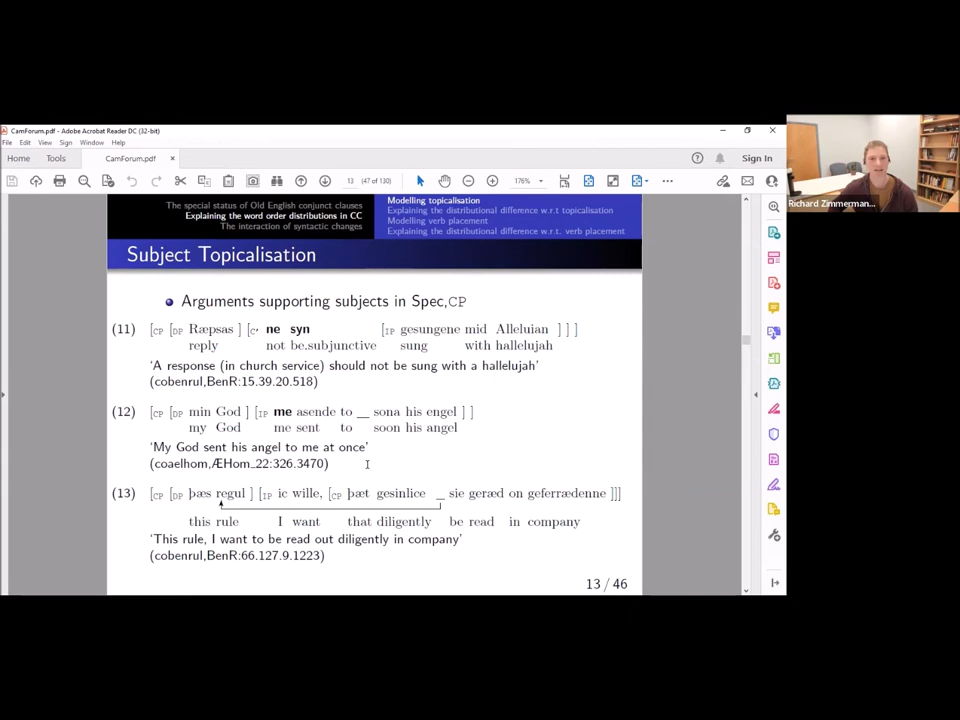 CamForum.pdf - Adobe Acrobat Reader DC (32-bit)
File Edit View Sign Window Help
Home Tools CamForum.pdf × Sign In
13 (47 of 130) 176%
The special status of Old English conjunct clauses
Explaining the word order distributions in CC
The interaction of syntactic changes
Modelling topicalisation
Explaining the distributional difference w.r.t topicalisation
Modelling verb placement
Explaining the distributional difference w.r.t. verb placement
Subject Topicalisation
Arguments supporting subjects in Spec,CP
(11) [CP [DP Ræpsas ] [C' ne syn [IP gesungene mid Alleluian ] ] ]
reply not be.subjunctive sung with hallelujah
‘A response (in church service) should not be sung with a hallelujah’
(cobenrul,BenR:15.39.20.518)
(12) [CP [DP min God ] [IP me asende to __ sona his engel ] ]
my God me sent to soon his angel
‘My God sent his angel to me at once’
(coaelhom,ÆHom_22:326.3470)
(13) [CP [DP þæs regul ] [IP ic wille, [CP þæt gesinlice _ sie geræd on geferrædenne ]]]
this rule I want that diligently be read in company
‘This rule, I want to be read out diligently in company’
(cobenrul,BenR:66.127.9.1223)
13 / 46
Richard Zimmerman...